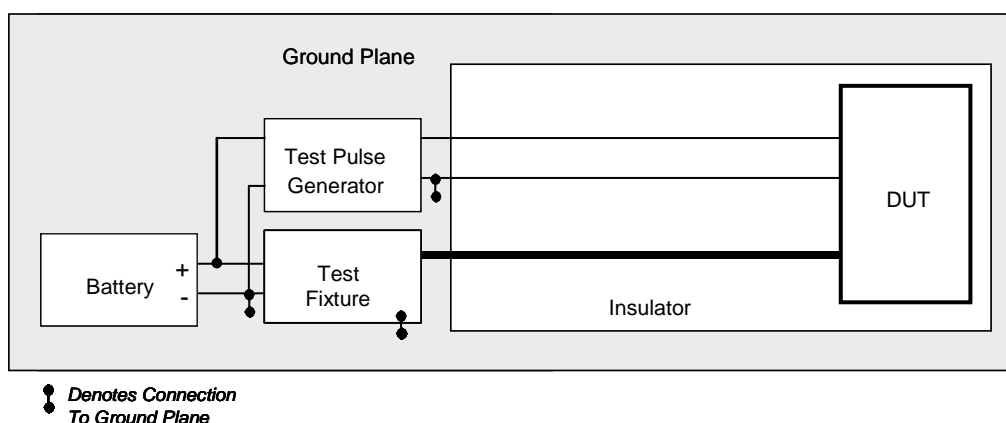 Ground Plane
Test Pulse
Generator
DUT
Battery
+
-
Test
Fixture
Insulator
Denotes Connection
To Ground Plane